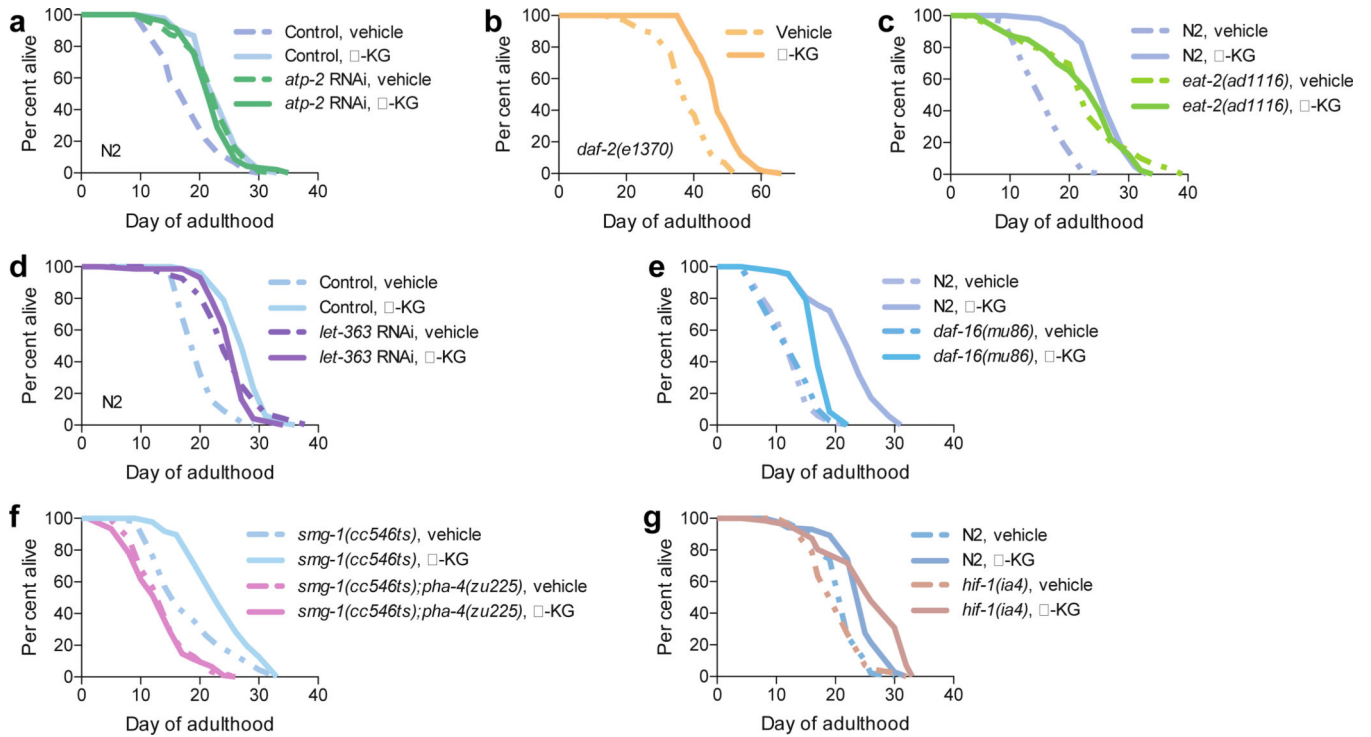 a
Per cent alive
100
80
60
40
20
0
0 10 20 30 40
Day of adulthood
N2
Control, vehicle
Control, □-KG
atp-2 RNAi, vehicle
atp-2 RNAi, □-KG
b
Per cent alive
100
80
60
40
20
0
0 20 40 60
Day of adulthood
daf-2(e1370)
Vehicle
□-KG
c
Per cent alive
100
80
60
40
20
0
0 10 20 30 40
Day of adulthood
N2, vehicle
N2, □-KG
eat-2(ad1116), vehicle
eat-2(ad1116), □-KG
d
Per cent alive
100
80
60
40
20
0
0 10 20 30 40
Day of adulthood
N2
Control, vehicle
Control, □-KG
let-363 RNAi, vehicle
let-363 RNAi, □-KG
e
Per cent alive
100
80
60
40
20
0
0 10 20 30 40
Day of adulthood
N2, vehicle
N2, □-KG
daf-16(mu86), vehicle
daf-16(mu86), □-KG
f
Per cent alive
100
80
60
40
20
0
0 10 20 30 40
Day of adulthood
smg-1(cc546ts), vehicle
smg-1(cc546ts), □-KG
smg-1(cc546ts);pha-4(zu225), vehicle
smg-1(cc546ts);pha-4(zu225), □-KG
g
Per cent alive
100
80
60
40
20
0
0 10 20 30 40
Day of adulthood
N2, vehicle
N2, □-KG
hif-1(ia4), vehicle
hif-1(ia4), □-KG